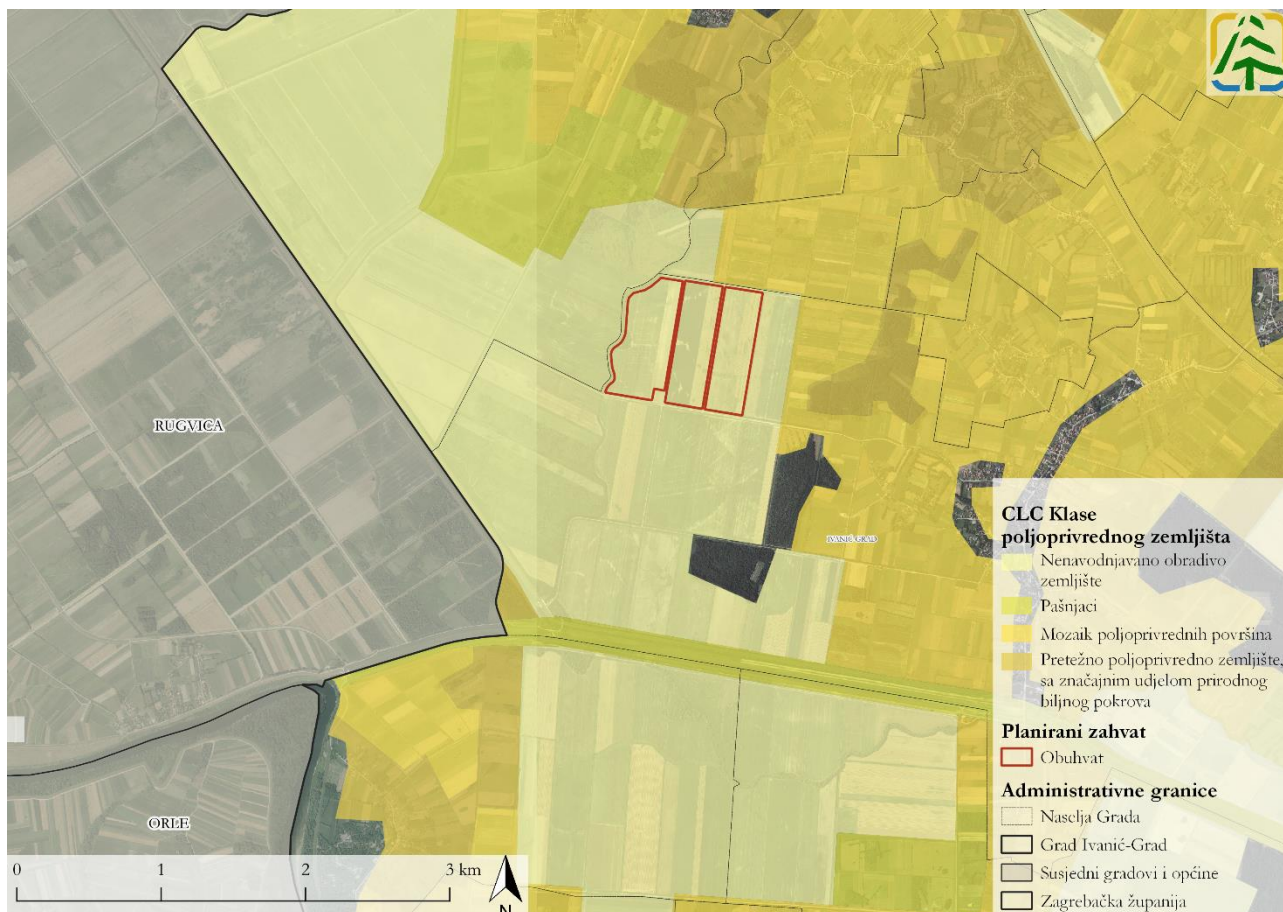 RUGVICA
IVANIĆ GRAD
ORLE
0 1 2 3 km
N
CLC Klase
poljoprivrednog zemljišta
Nenavodnjavano obradivo
zemljište
Pašnjaci
Mozaik poljoprivrednih površina
Pretežno poljoprivredno zemljište,
sa značajnim udjelom prirodnog
biljnog pokrova
Planirani zahvat
Obuhvat
Administrativne granice
Naselja Grada
Grad Ivanić-Grad
Susjedni gradovi i općine
Zagrebačka županija